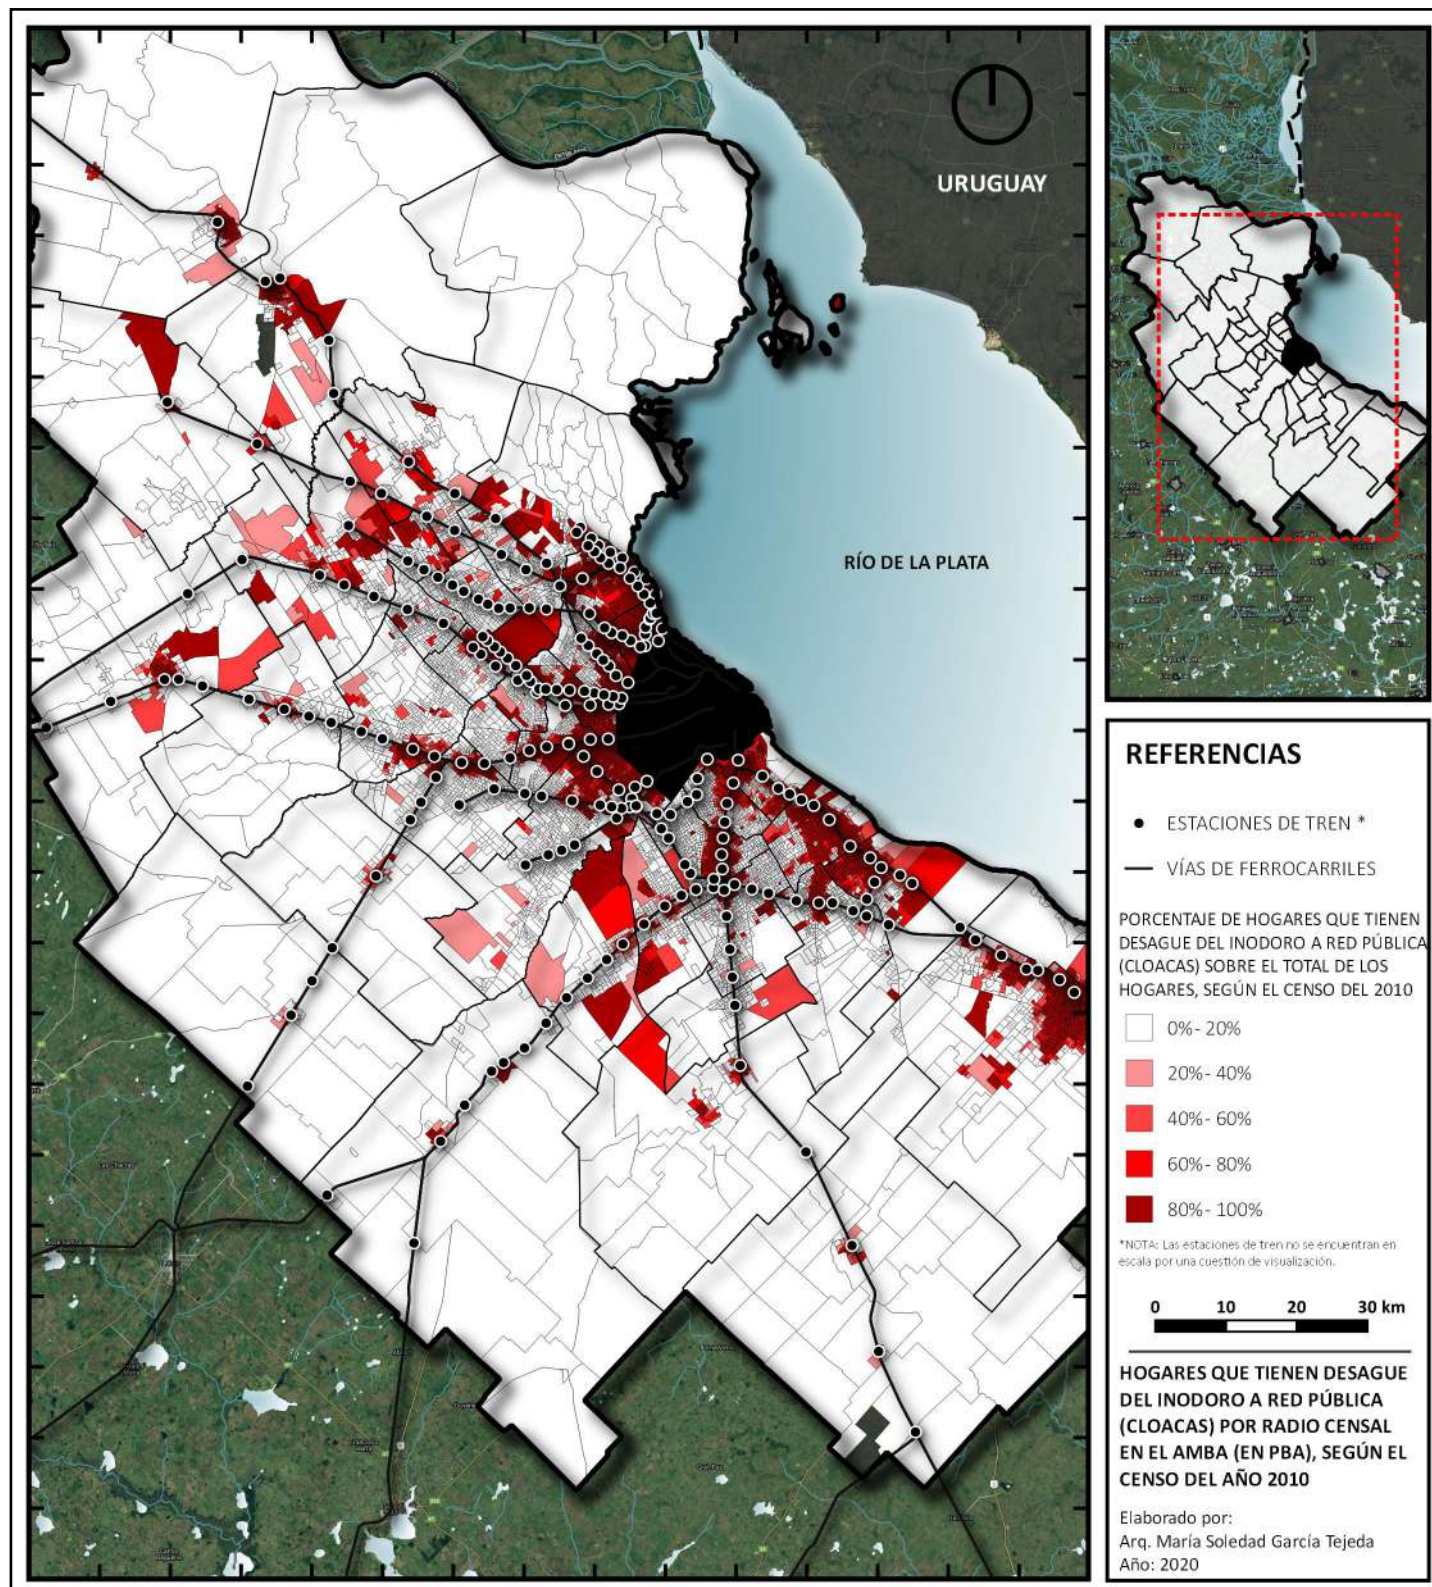 URUGUAY
RÍO DE LA PLATA
REFERENCIAS
ESTACIONES DE TREN *
VÍAS DE FERROCARRILES
PORCENTAJE DE HOGARES QUE TIENEN
DESAGUE DEL INODORO A RED PÚBLICA
(CLOACAS) SOBRE EL TOTAL DE LOS
HOGARES, SEGÚN EL CENSO DEL 2010
0%- 20%
20%- 40%
40%- 60%
60%- 80%
80%- 100%
*NOTA: Las estaciones de tren no se encuentran en
escala por una cuestión de visualización.
0 10 20 30 km
HOGARES QUE TIENEN DESAGUE
DEL INODORO A RED PÚBLICA
(CLOACAS) POR RADIO CENSAL
EN EL AMBA (EN PBA), SEGÚN EL
CENSO DEL AÑO 2010
Elaborado por:
Arq. María Soledad García Tejeda
Año: 2020